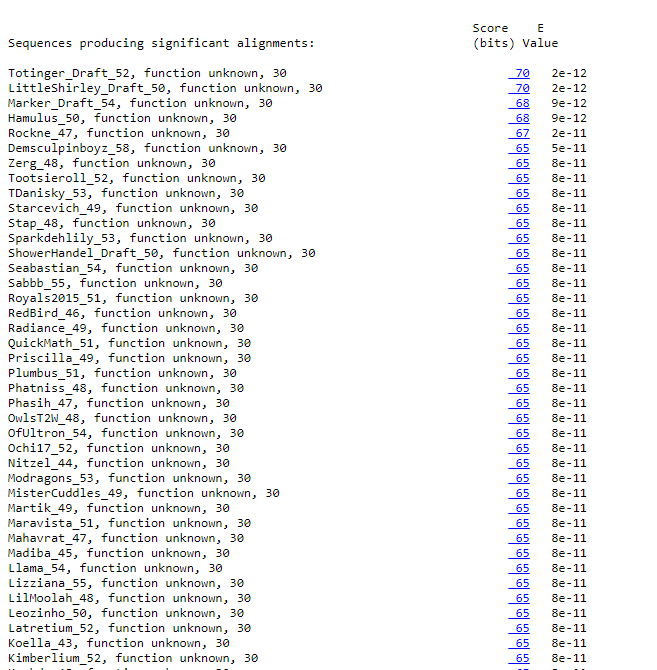 Score    E
Sequences producing significant alignments:                      (bits) Value
Totinger_Draft_52, function unknown, 30                                70   2e-12
LittleShirley_Draft_50, function unknown, 30                           70   2e-12
Marker_Draft_54, function unknown, 30                                  68   9e-12
Hamulus_50, function unknown, 30                                       68   9e-12
Rockne_47, function unknown, 30                                        67   2e-11
Demsculpinboyz_58, function unknown, 30                                65   5e-11
Zerg_48, function unknown, 30                                          65   8e-11
Tootsieroll_52, function unknown, 30                                   65   8e-11
TDanisky_53, function unknown, 30                                      65   8e-11
Starcevich_49, function unknown, 30                                    65   8e-11
Stap_48, function unknown, 30                                          65   8e-11
Sparkdehlily_53, function unknown, 30                                  65   8e-11
ShowerHandel_Draft_50, function unknown, 30                            65   8e-11
Seabastian_54, function unknown, 30                                    65   8e-11
Sabbb_55, function unknown, 30                                         65   8e-11
Royals2015_51, function unknown, 30                                    65   8e-11
RedBird_46, function unknown, 30                                       65   8e-11
Radiance_49, function unknown, 30                                      65   8e-11
QuickMath_51, function unknown, 30                                     65   8e-11
Priscilla_49, function unknown, 30                                     65   8e-11
Plumbus_51, function unknown, 30                                       65   8e-11
Phatniss_48, function unknown, 30                                      65   8e-11
Phasih_47, function unknown, 30                                        65   8e-11
OwlsT2W_48, function unknown, 30                                       65   8e-11
OfUltron_54, function unknown, 30                                      65   8e-11
Ochi17_52, function unknown, 30                                        65   8e-11
Nitzel_44, function unknown, 30                                        65   8e-11
Modragons_53, function unknown, 30                                     65   8e-11
MisterCuddles_49, function unknown, 30                                 65   8e-11
Martik_49, function unknown, 30                                        65   8e-11
Maravista_51, function unknown, 30                                     65   8e-11
Mahavrat_47, function unknown, 30                                      65   8e-11
Madiba_45, function unknown, 30                                        65   8e-11
Llama_54, function unknown, 30                                         65   8e-11
Lizziana_55, function unknown, 30                                      65   8e-11
LilMoolah_48, function unknown, 30                                     65   8e-11
Leozinho_50, function unknown, 30                                      65   8e-11
Latretium_52, function unknown, 30                                     65   8e-11
Koella_43, function unknown, 30                                        65   8e-11
Kimberlium_52, function unknown, 30                                    65   8e-11